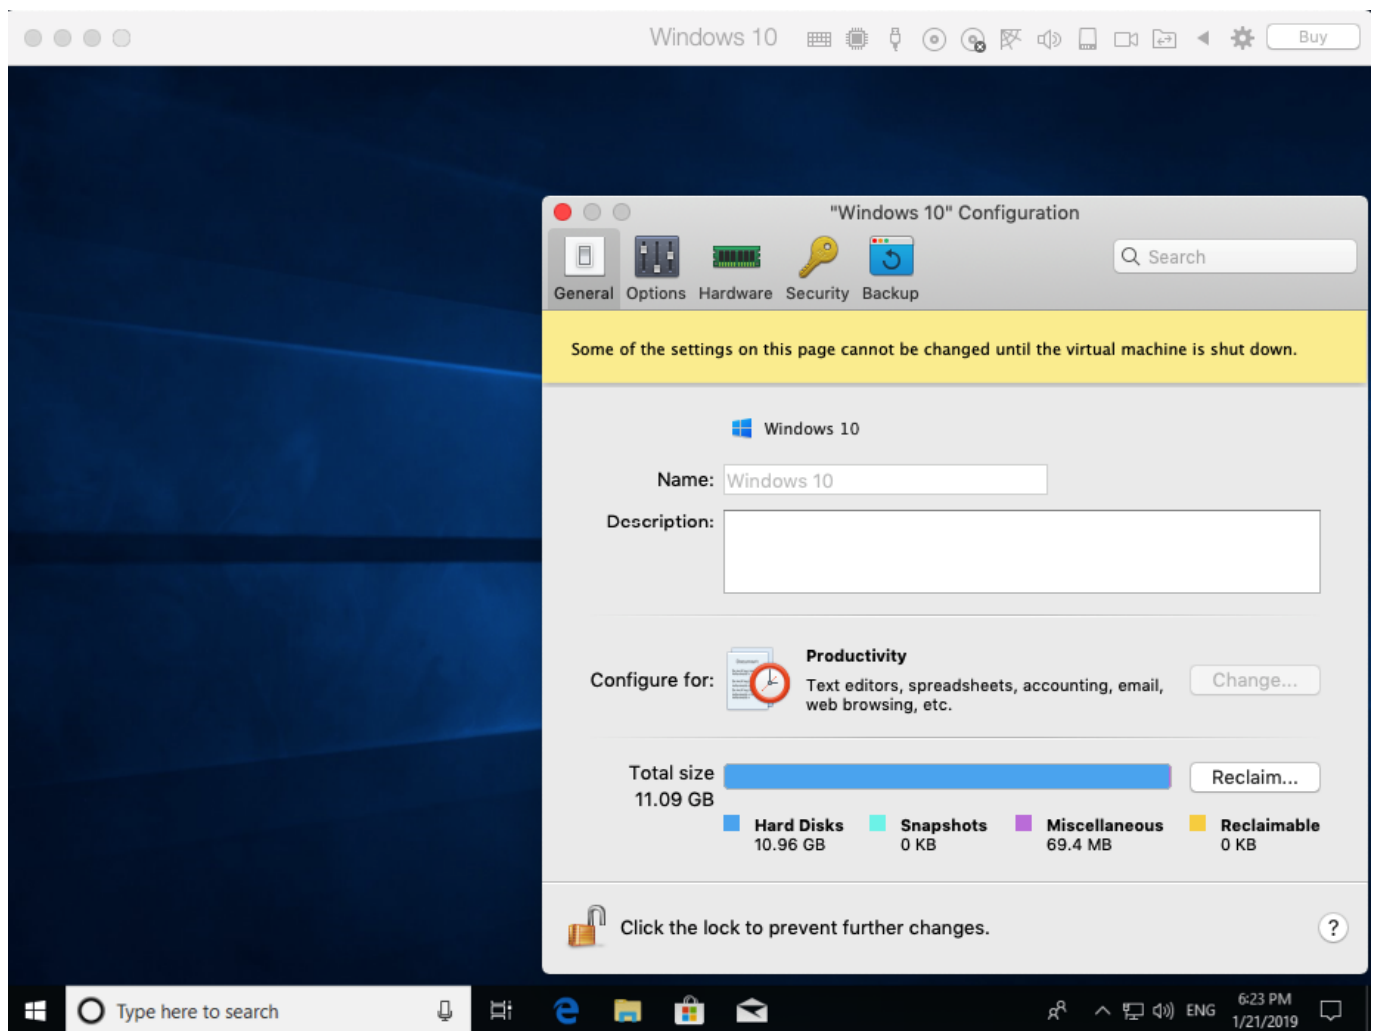 Windows 10
Buy
"Windows 10" Configuration
General Options Hardware Security Backup
Search
Some of the settings on this page cannot be changed until the virtual machine is shut down.
Windows 10
Name: Windows 10
Description:
Configure for:
Productivity
Text editors, spreadsheets, accounting, email,
web browsing, etc.
Change...
Total size
11.09 GB
Reclaim...
Hard Disks
10.96 GB
Snapshots
0 KB
Miscellaneous
69.4 MB
Reclaimable
0 KB
Click the lock to prevent further changes.
?
Type here to search
ENG
6:23 PM
1/21/2019